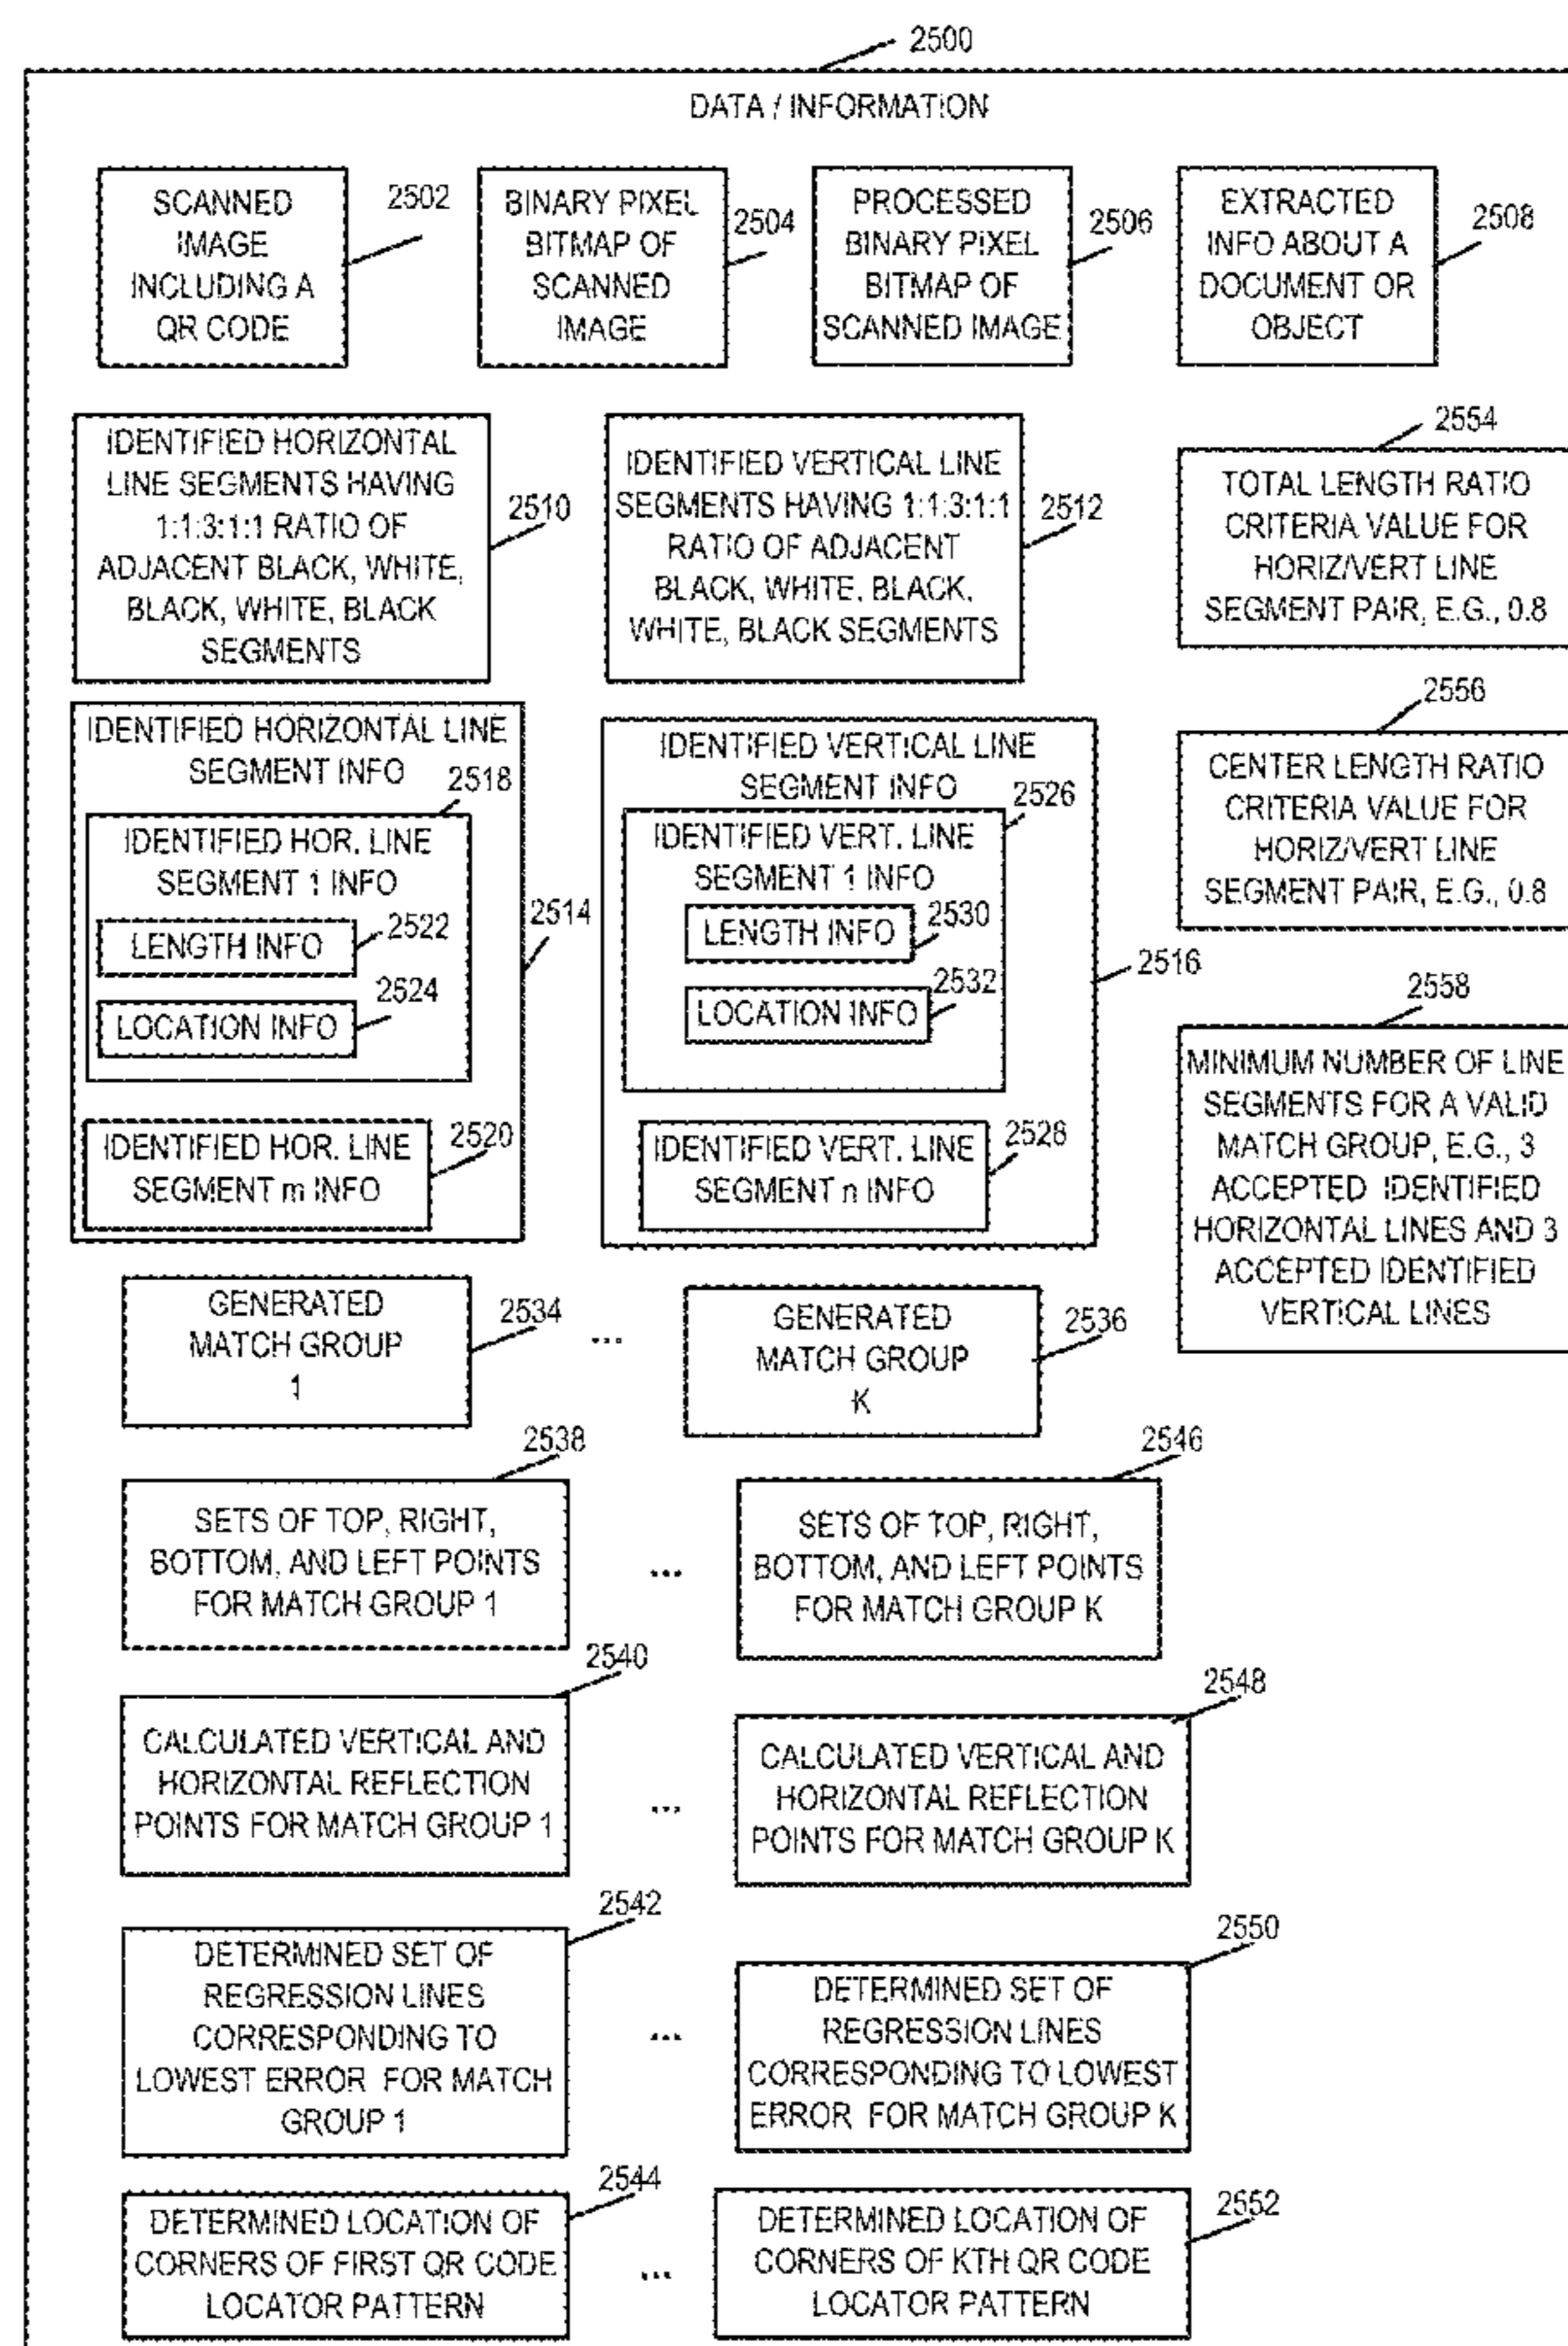 2500
DATA / INFORMATION
SCANNED
IMAGE
INCLUDING A
QR CODE
2502
BINARY PIXEL
BITMAP OF
SCANNED
IMAGE
2504
PROCESSED
BINARY PIXEL
BITMAP OF
SCANNED IMAGE
2506
EXTRACTED
INFO ABOUT A
DOCUMENT OR
OBJECT
2508
IDENTIFIED HORIZONTAL
LINE SEGMENTS HAVING
1:1:3:1:1 RATIO OF
ADJACENT BLACK, WHITE,
BLACK, WHITE, BLACK
SEGMENTS
2510
IDENTIFIED VERTICAL LINE
SEGMENTS HAVING 1:1:3:1:1
RATIO OF ADJACENT
BLACK, WHITE, BLACK,
WHITE, BLACK SEGMENTS
2512
2554
TOTAL LENGTH RATIO
CRITERIA VALUE FOR
HORIZ/VERT LINE
SEGMENT PAIR, E.G., 0.8
IDENTIFIED HORIZONTAL LINE
SEGMENT INFO
2518
IDENTIFIED HOR. LINE
SEGMENT 1 INFO
LENGTH INFO
2522
2524
LOCATION INFO
2514
IDENTIFIED HOR. LINE
SEGMENT m INFO
2520
IDENTIFIED VERTICAL LINE
SEGMENT INFO
2526
IDENTIFIED VERT. LINE
SEGMENT 1 INFO
LENGTH INFO
2530
2532
LOCATION INFO
2516
IDENTIFIED VERT. LINE
SEGMENT n INFO
2528
2556
CENTER LENGTH RATIO
CRITERIA VALUE FOR
HORIZ/VERT LINE
SEGMENT PAIR, E.G., 0.8
2558
MINIMUM NUMBER OF LINE
SEGMENTS FOR A VALID
MATCH GROUP, E.G., 3
ACCEPTED IDENTIFIED
HORIZONTAL LINES AND 3
ACCEPTED IDENTIFIED
VERTICAL LINES
GENERATED
MATCH GROUP
1
2534
...
GENERATED
MATCH GROUP
K
2536
2538
SETS OF TOP, RIGHT,
BOTTOM, AND LEFT POINTS
FOR MATCH GROUP 1
...
2546
SETS OF TOP, RIGHT,
BOTTOM, AND LEFT POINTS
FOR MATCH GROUP K
2540
CALCULATED VERTICAL AND
HORIZONTAL REFLECTION
POINTS FOR MATCH GROUP 1
...
2548
CALCULATED VERTICAL AND
HORIZONTAL REFLECTION
POINTS FOR MATCH GROUP K
2542
DETERMINED SET OF
REGRESSION LINES
CORRESPONDING TO
LOWEST ERROR FOR MATCH
GROUP 1
...
2550
DETERMINED SET OF
REGRESSION LINES
CORRESPONDING TO LOWEST
ERROR FOR MATCH GROUP K
2544
DETERMINED LOCATION OF
CORNERS OF FIRST QR CODE
LOCATOR PATTERN
...
2552
DETERMINED LOCATION OF
CORNERS OF KTH QR CODE
LOCATOR PATTERN